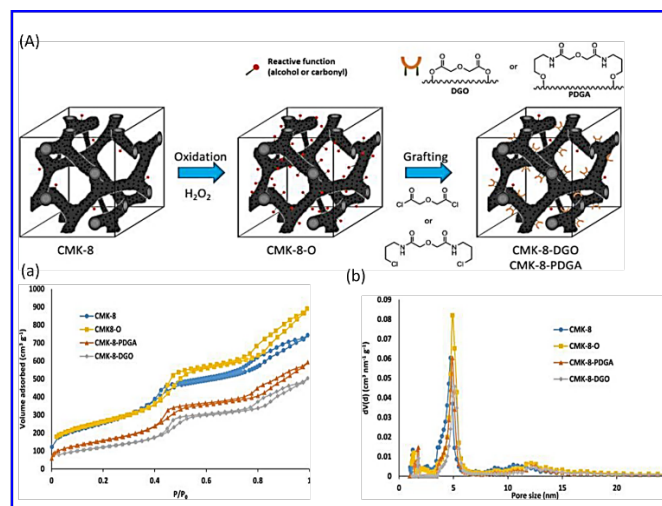 (A)
Reactive function
(alcohol or carbonyl)
DGO
or
PDGA
Oxidation
H₂O₂
Grafting
or
CMK-8
CMK-8-O
CMK-8-DGO
CMK-8-PDGA
(a)
Volume adsorbed (cm³ g⁻¹)
1000
900
800
700
600
500
400
300
200
100
0
0
0.2
0.4
0.6
0.8
1
P/P₀
CMK-8
CMK8-O
CMK-8-PDGA
CMK-8-DGO
(b)
dV(d) (cm³ nm⁻¹ g⁻¹)
0.09
0.08
0.07
0.06
0.05
0.04
0.03
0.02
0.01
0
0
5
10
15
20
Pore size (nm)
CMK-8
CMK-8-O
CMK-8-PDGA
CMK-8-DGO